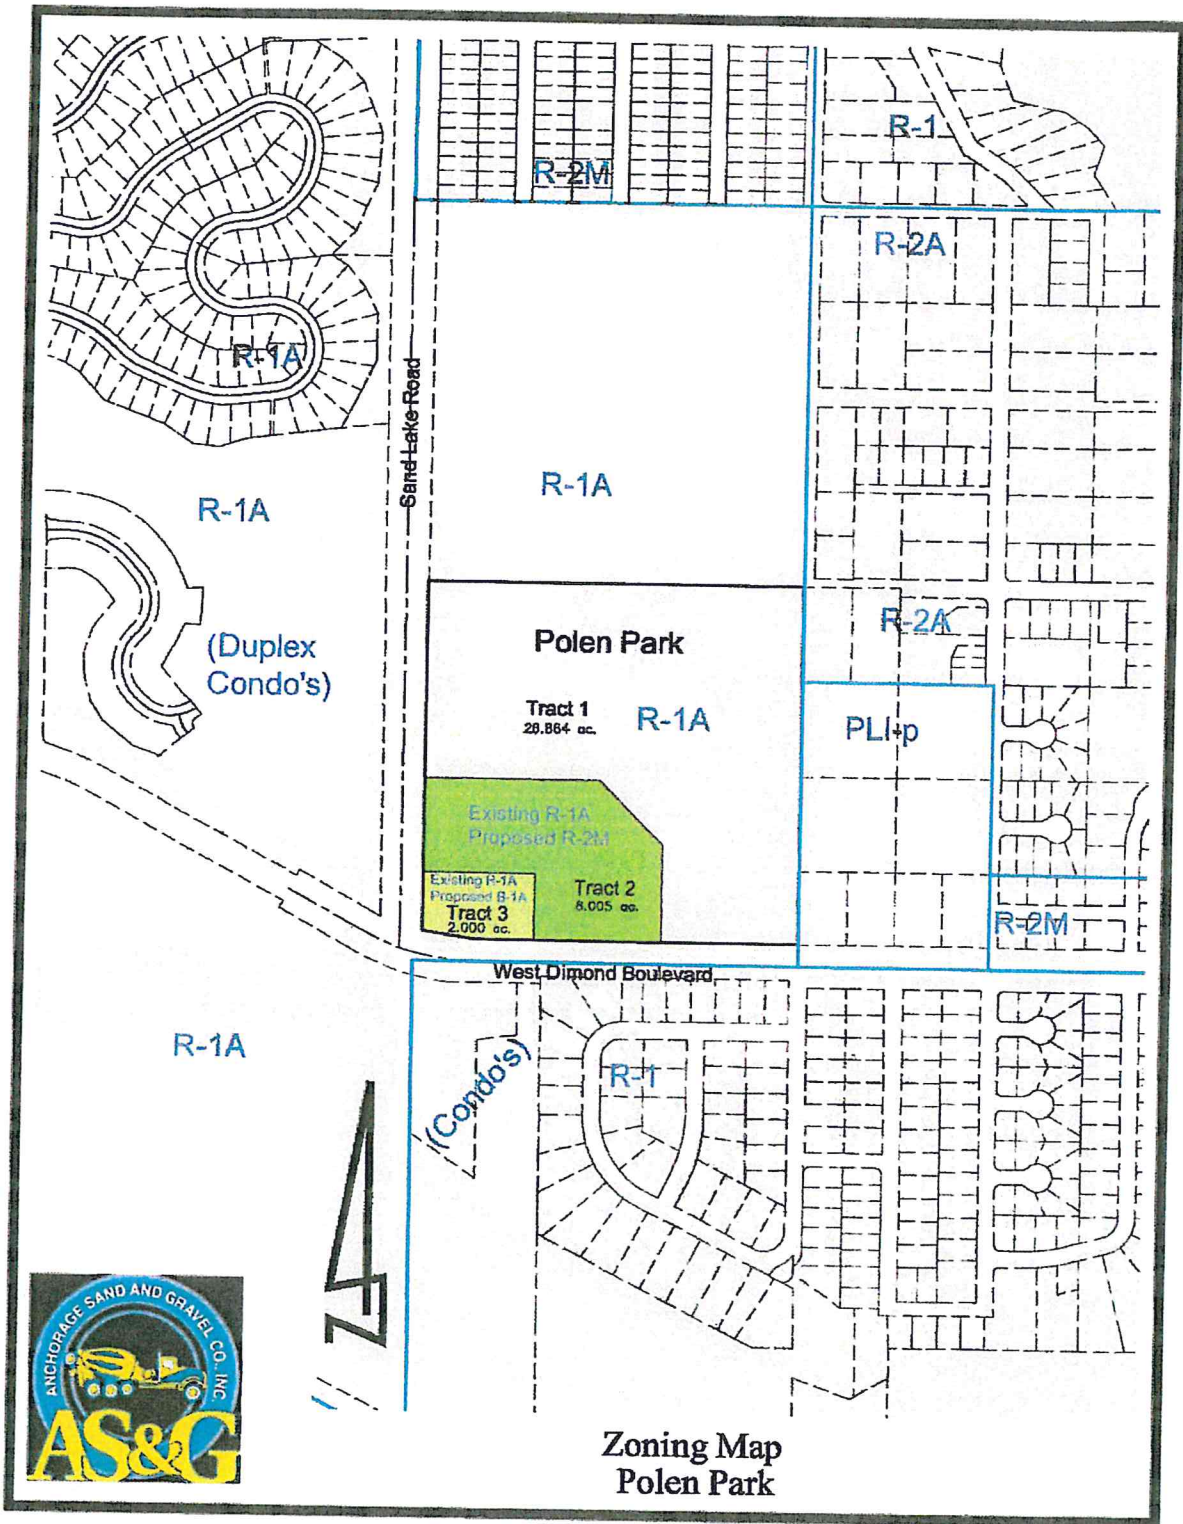 R-2M
R-1
R-2A
R-1A
Sand Lake Road
R-1A
R-1A
(Duplex
Condo's)
Polen Park
R-2A
Tract 1
28.864 ac.
R-1A
PLI-p
Existing R-1A
Proposed R-2M
Existing R-1A
Proposed B-1A
Tract 3
2.000 ac.
Tract 2
8.005 ac.
R-2M
West Dimond Boulevard
R-1A
(Condo's)
R-1
N
ANCHORAGE SAND AND GRAVEL CO., INC
AS&G
Zoning Map
Polen Park